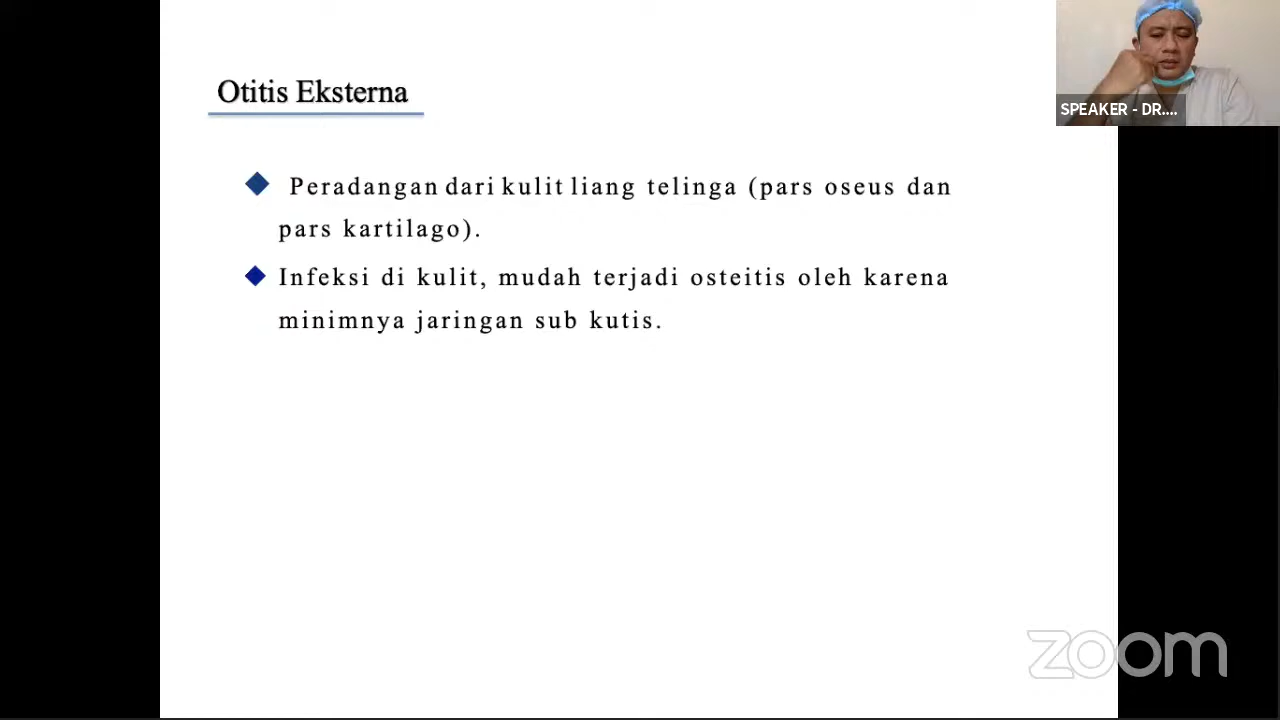 Otitis Eksterna
SPEAKER - DR....
Peradangan dari kulit liang telinga (pars oseus dan
pars kartilago).
Infeksi di kulit, mudah terjadi osteitis oleh karena
minimnya jaringan sub kutis.
zoom